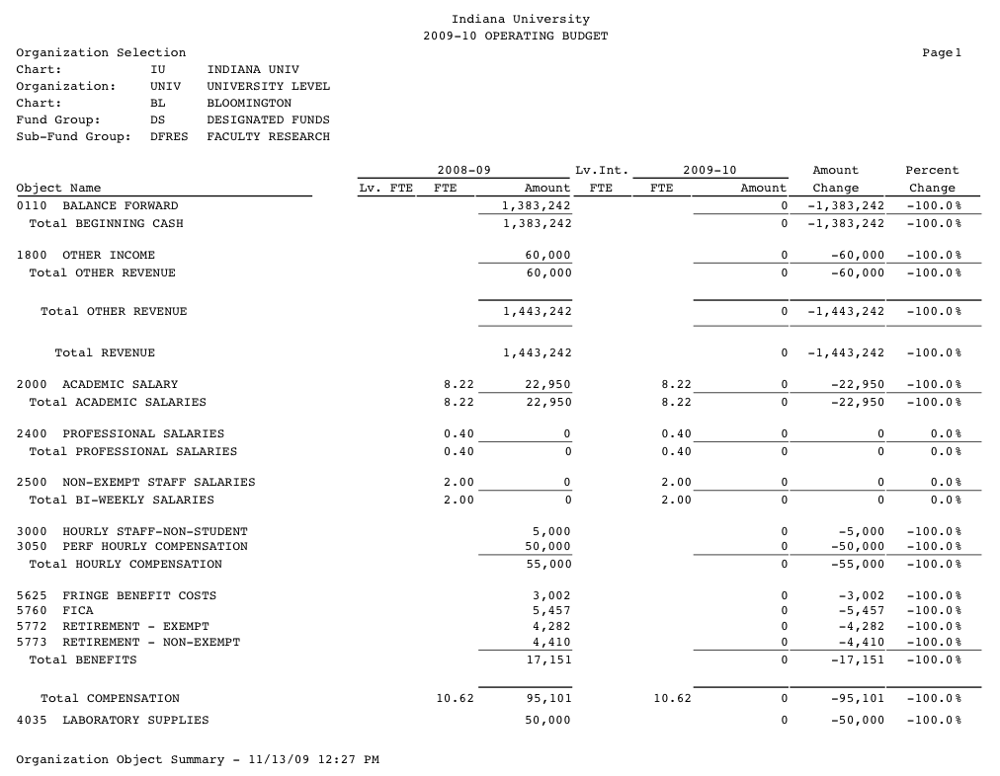 Indiana University
2009-10 OPERATING BUDGET
Organization Selection Page1
Chart: IU INDIANA UNIV
Organization: UNIV UNIVERSITY LEVEL
Chart: BL BLOOMINGTON
Fund Group: DS DESIGNATED FUNDS
Sub-Fund Group: DFRES FACULTY RESEARCH
2008-09 Lv.Int. 2009-10 Amount Percent
Object Name Lv. FTE FTE Amount FTE FTE Amount Change Change
0110 BALANCE FORWARD 1,383,242 0 -1,383,242 -100.0%
Total BEGINNING CASH 1,383,242 0 -1,383,242 -100.0%
1800 OTHER INCOME 60,000 0 -60,000 -100.0%
Total OTHER REVENUE 60,000 0 -60,000 -100.0%
Total OTHER REVENUE 1,443,242 0 -1,443,242 -100.0%
Total REVENUE 1,443,242 0 -1,443,242 -100.0%
2000 ACADEMIC SALARY 8.22 22,950 8.22 0 -22,950 -100.0%
Total ACADEMIC SALARIES 8.22 22,950 8.22 0 -22,950 -100.0%
2400 PROFESSIONAL SALARIES 0.40 0 0.40 0 0 0.0%
Total PROFESSIONAL SALARIES 0.40 0 0.40 0 0 0.0%
2500 NON-EXEMPT STAFF SALARIES 2.00 0 2.00 0 0 0.0%
Total BI-WEEKLY SALARIES 2.00 0 2.00 0 0 0.0%
3000 HOURLY STAFF-NON-STUDENT 5,000 0 -5,000 -100.0%
3050 PERF HOURLY COMPENSATION 50,000 0 -50,000 -100.0%
Total HOURLY COMPENSATION 55,000 0 -55,000 -100.0%
5625 FRINGE BENEFIT COSTS 3,002 0 -3,002 -100.0%
5760 FICA 5,457 0 -5,457 -100.0%
5772 RETIREMENT - EXEMPT 4,282 0 -4,282 -100.0%
5773 RETIREMENT - NON-EXEMPT 4,410 0 -4,410 -100.0%
Total BENEFITS 17,151 0 -17,151 -100.0%
Total COMPENSATION 10.62 95,101 10.62 0 -95,101 -100.0%
4035 LABORATORY SUPPLIES 50,000 0 -50,000 -100.0%
Organization Object Summary - 11/13/09 12:27 PM